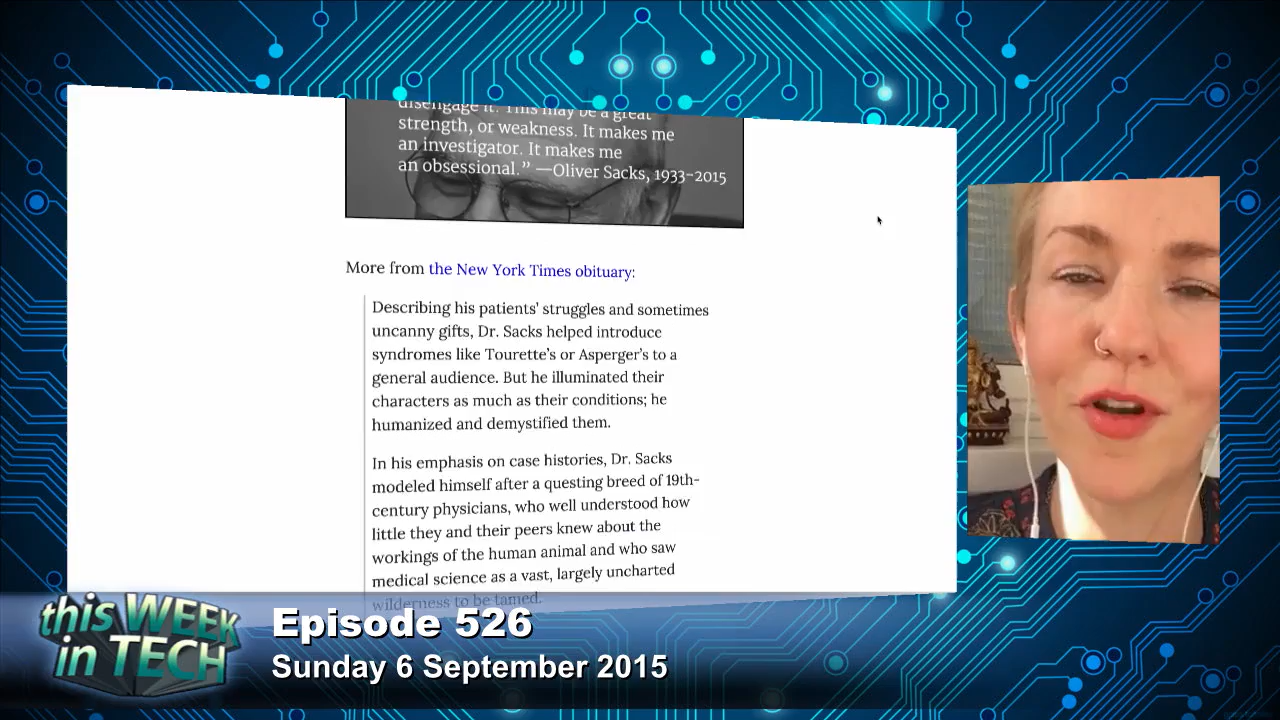 disengage it. This may be a great
strength, or weakness. It makes me
an investigator. It makes me
an obsessional.” —Oliver Sacks, 1933-2015
More from the New York Times obituary:
Describing his patients’ struggles and sometimes
uncanny gifts, Dr. Sacks helped introduce
syndromes like Tourette’s or Asperger’s to a
general audience. But he illuminated their
characters as much as their conditions; he
humanized and demystified them.
In his emphasis on case histories, Dr. Sacks
modeled himself after a questing breed of 19th-
century physicians, who well understood how
little they and their peers knew about the
workings of the human animal and who saw
medical science as a vast, largely uncharted
wilderness to be tamed.
this WEEK
in TECH
Episode 526
Sunday 6 September 2015